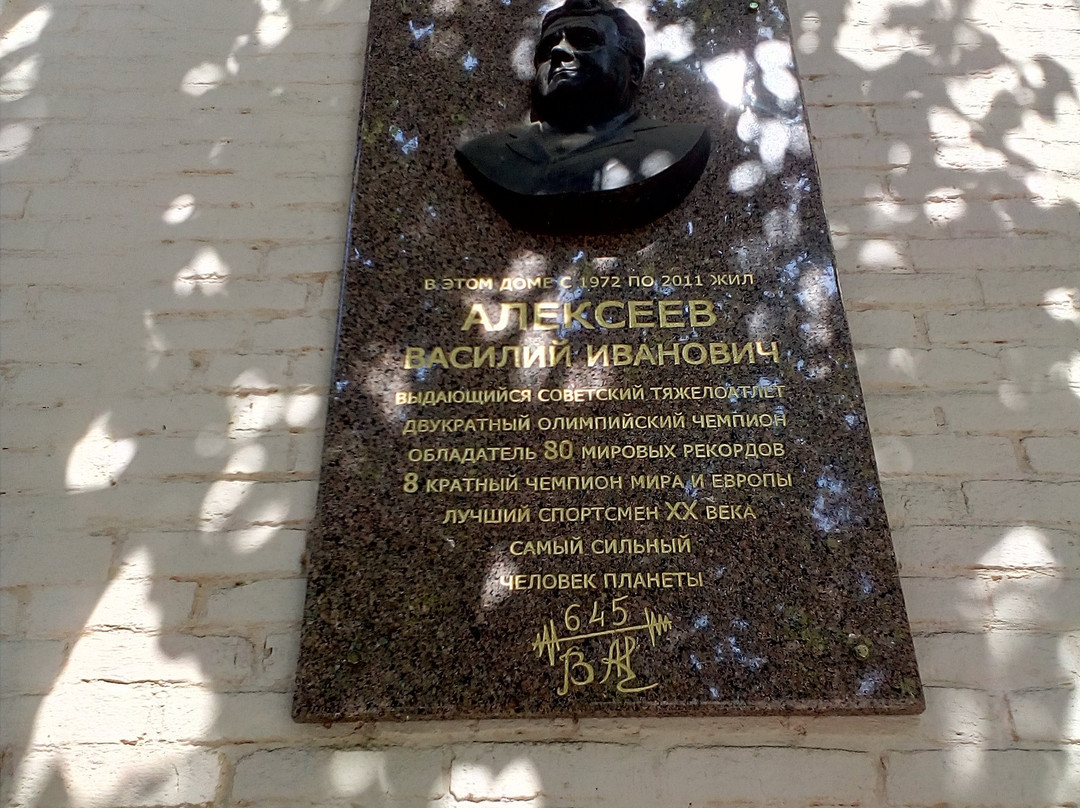 В ЭТОМ ДОМЕ С 1972 ПО 2011 ЖИЛ
АЛЕКСЕЕВ
ВАСИЛИЙ ИВАНОВИЧ
ВЫДАЮЩИЙСЯ СОВЕТСКИЙ ТЯЖЕЛОАТЛЕТ
ДВУКРАТНЫЙ ОЛИМПИЙСКИЙ ЧЕМПИОН
ОБЛАДАТЕЛЬ 80 МИРОВЫХ РЕКОРДОВ
8 КРАТНЫЙ ЧЕМПИОН МИРА И ЕВРОПЫ
ЛУЧШИЙ СПОРТСМЕН XX ВЕКА
САМЫЙ СИЛЬНЫЙ
ЧЕЛОВЕК ПЛАНЕТЫ
645